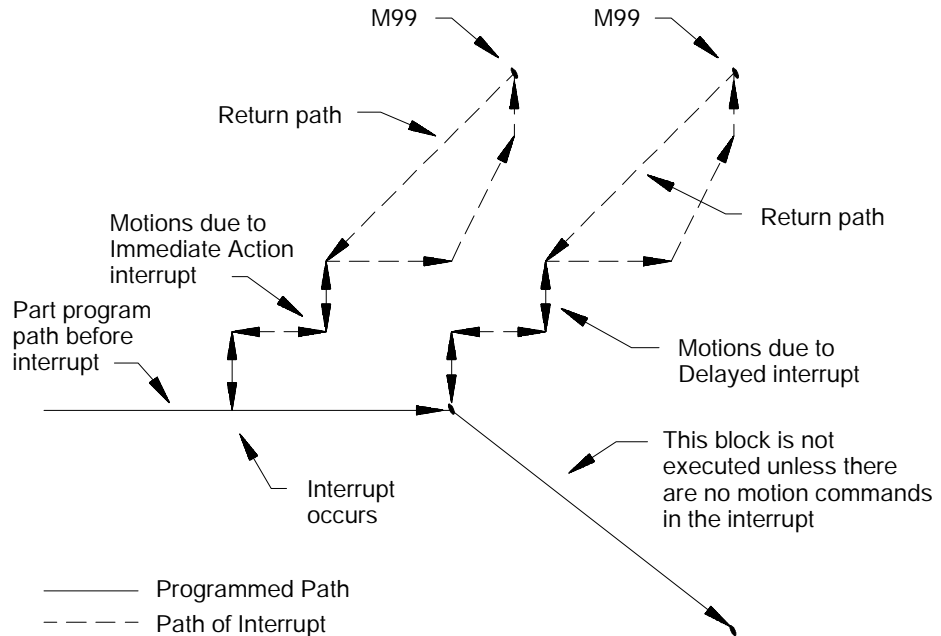 M99
M99
Return path
Return path
Motions due to
Immediate Action
interrupt
Part program
path before
interrupt
Motions due to
Delayed interrupt
Interrupt
occurs
This block is not
executed unless there
are no motion commands
in the interrupt
Programmed Path
Path of Interrupt